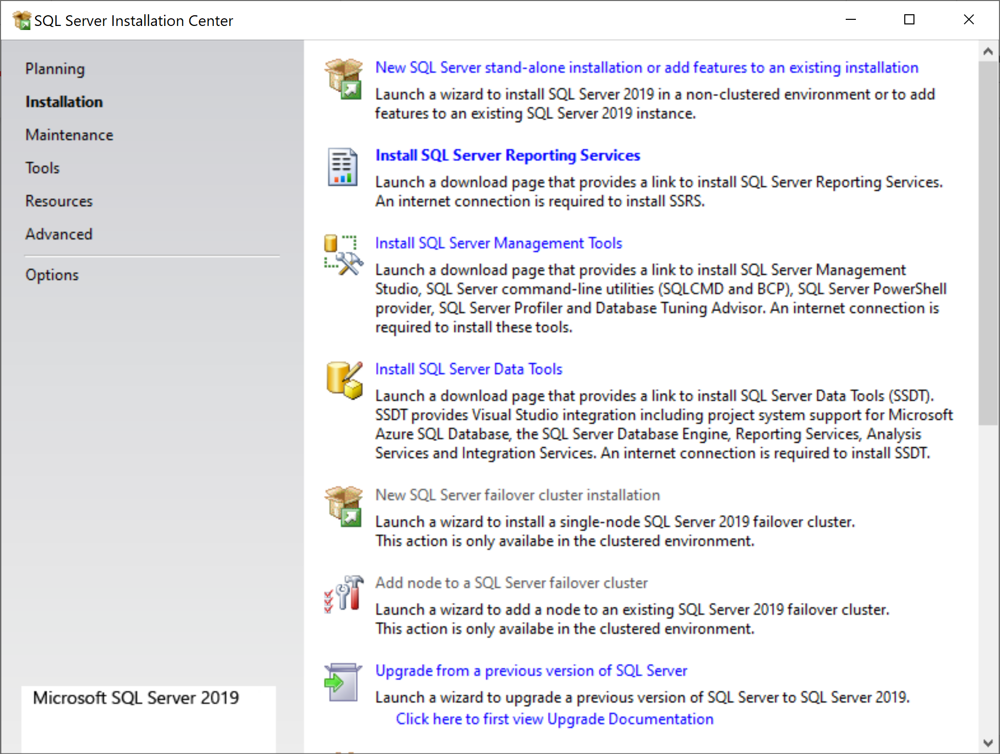 SQL Server Installation Center
Planning
Installation
Maintenance
Tools
Resources
Advanced
Options
Microsoft SQL Server 2019
New SQL Server stand-alone installation or add features to an existing installation
Launch a wizard to install SQL Server 2019 in a non-clustered environment or to add
features to an existing SQL Server 2019 instance.
Install SQL Server Reporting Services
Launch a download page that provides a link to install SQL Server Reporting Services.
An internet connection is required to install SSRS.
Install SQL Server Management Tools
Launch a download page that provides a link to install SQL Server Management
Studio, SQL Server command-line utilities (SQLCMD and BCP), SQL Server PowerShell
provider, SQL Server Profiler and Database Tuning Advisor. An internet connection is
required to install these tools.
Install SQL Server Data Tools
Launch a download page that provides a link to install SQL Server Data Tools (SSDT).
SSDT provides Visual Studio integration including project system support for Microsoft
Azure SQL Database, the SQL Server Database Engine, Reporting Services, Analysis
Services and Integration Services. An internet connection is required to install SSDT.
New SQL Server failover cluster installation
Launch a wizard to install a single-node SQL Server 2019 failover cluster.
This action is only availabe in the clustered environment.
Add node to a SQL Server failover cluster
Launch a wizard to add a node to an existing SQL Server 2019 failover cluster.
This action is only availabe in the clustered environment.
Upgrade from a previous version of SQL Server
Launch a wizard to upgrade a previous version of SQL Server to SQL Server 2019.
Click here to first view Upgrade Documentation